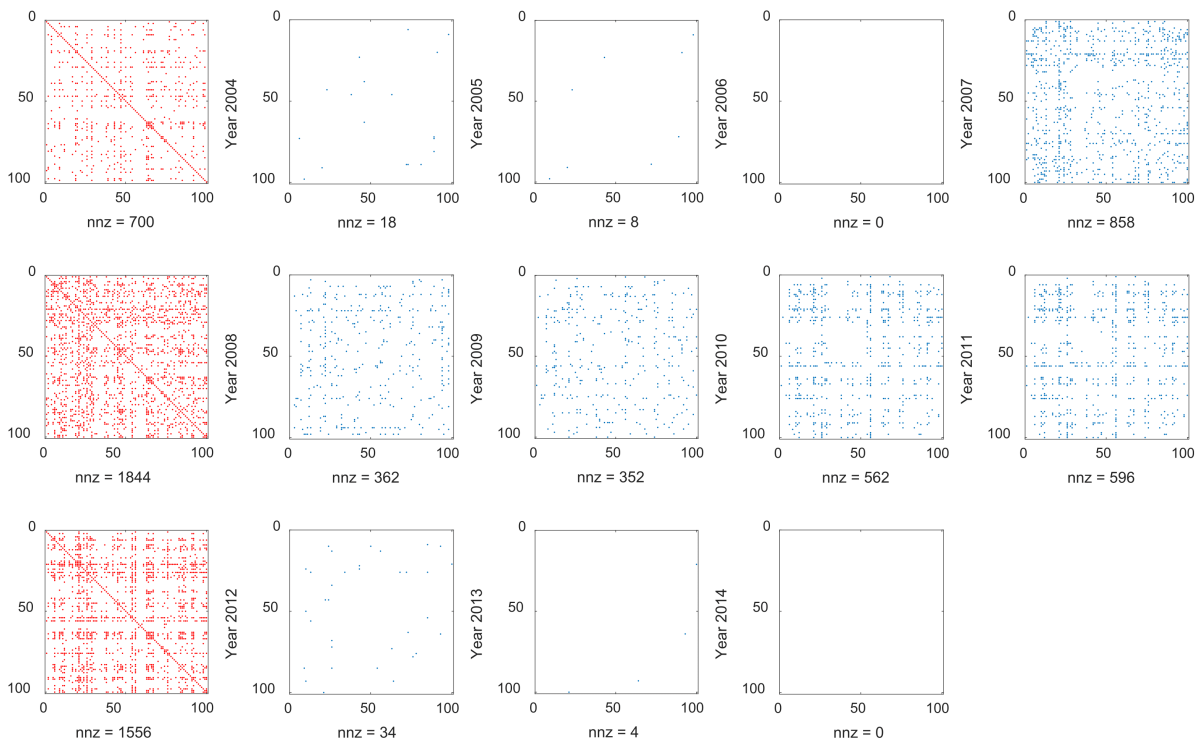 0
50
100
0 50 100
nnz = 700
Year 2004
0
50
100
0 50 100
nnz = 18
Year 2005
0
50
100
0 50 100
nnz = 8
Year 2006
0
50
100
0 50 100
nnz = 0
Year 2007
0
50
100
0 50 100
nnz = 858
0
50
100
0 50 100
nnz = 1844
Year 2008
0
50
100
0 50 100
nnz = 362
Year 2009
0
50
100
0 50 100
nnz = 352
Year 2010
0
50
100
0 50 100
nnz = 562
Year 2011
0
50
100
0 50 100
nnz = 596
0
50
100
0 50 100
nnz = 1556
Year 2012
0
50
100
0 50 100
nnz = 34
Year 2013
0
50
100
0 50 100
nnz = 4
Year 2014
0
50
100
0 50 100
nnz = 0